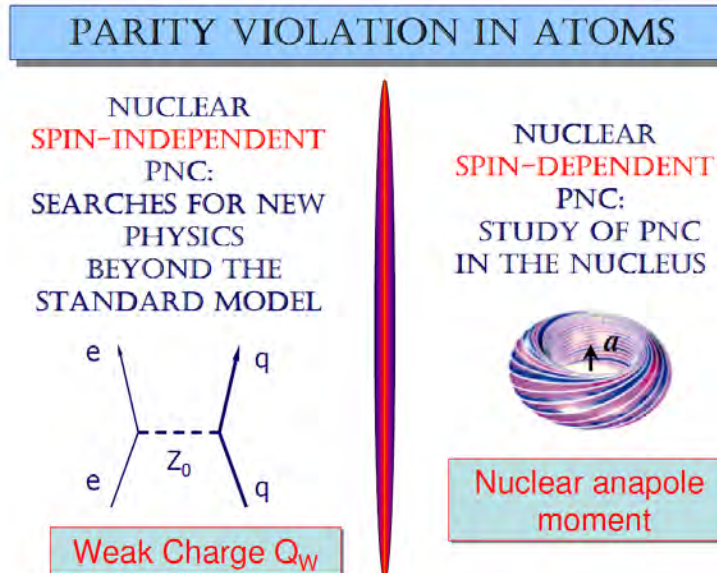 PARITY VIOLATION IN ATOMS
NUCLEAR
SPIN-INDEPENDENT
PNC:
SEARCHES FOR NEW
PHYSICS
BEYOND THE
STANDARD MODEL
e
q
Z₀
e
q
Weak Charge Q_W
NUCLEAR
SPIN-DEPENDENT
PNC:
STUDY OF PNC
IN THE NUCLEUS
a
Nuclear anapole
moment